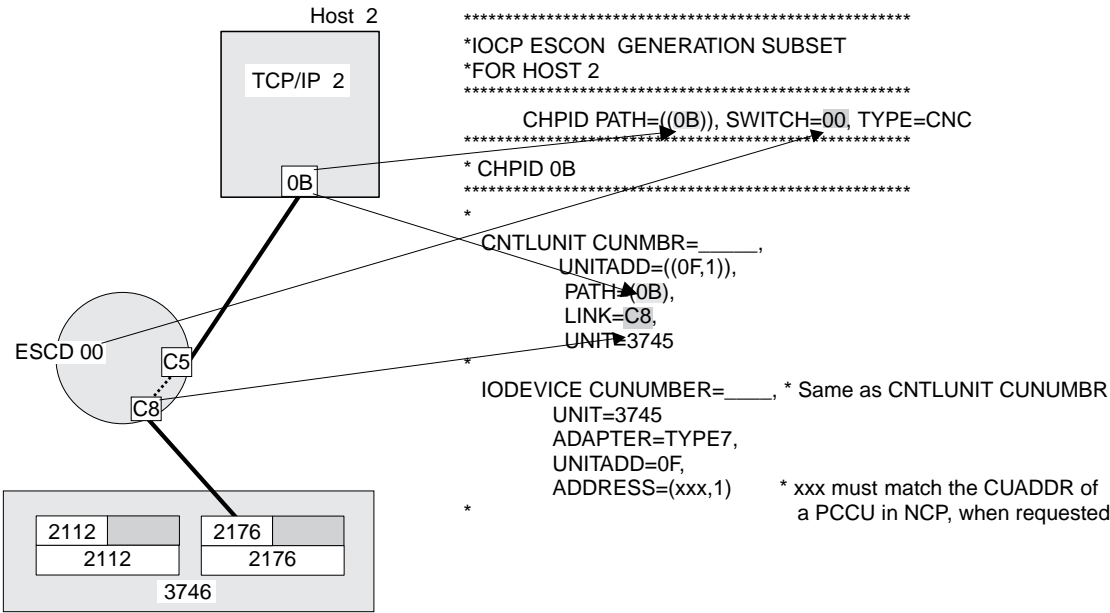 Host 2
TCP/IP 2
0B
ESCD 00
C5
C8
2112
2112
2176
2176
3746
*******************************************************
*IOCP ESCON GENERATION SUBSET
*FOR HOST 2
*******************************************************
CHPID PATH=((0B)), SWITCH=00, TYPE=CNC
*******************************************************
* CHPID 0B
*******************************************************
*
CNTLUNIT CUNMBR=_____,
UNITADD=((0F,1)),
PATH=(0B),
LINK=C8,
UNIT=3745
*
IODEVICE CUNUMBER=____, * Same as CNTLUNIT CUNUMBR
UNIT=3745
ADAPTER=TYPE7,
UNITADD=0F,
ADDRESS=(xxx,1) * xxx must match the CUADDR of
* a PCCU in NCP, when requested